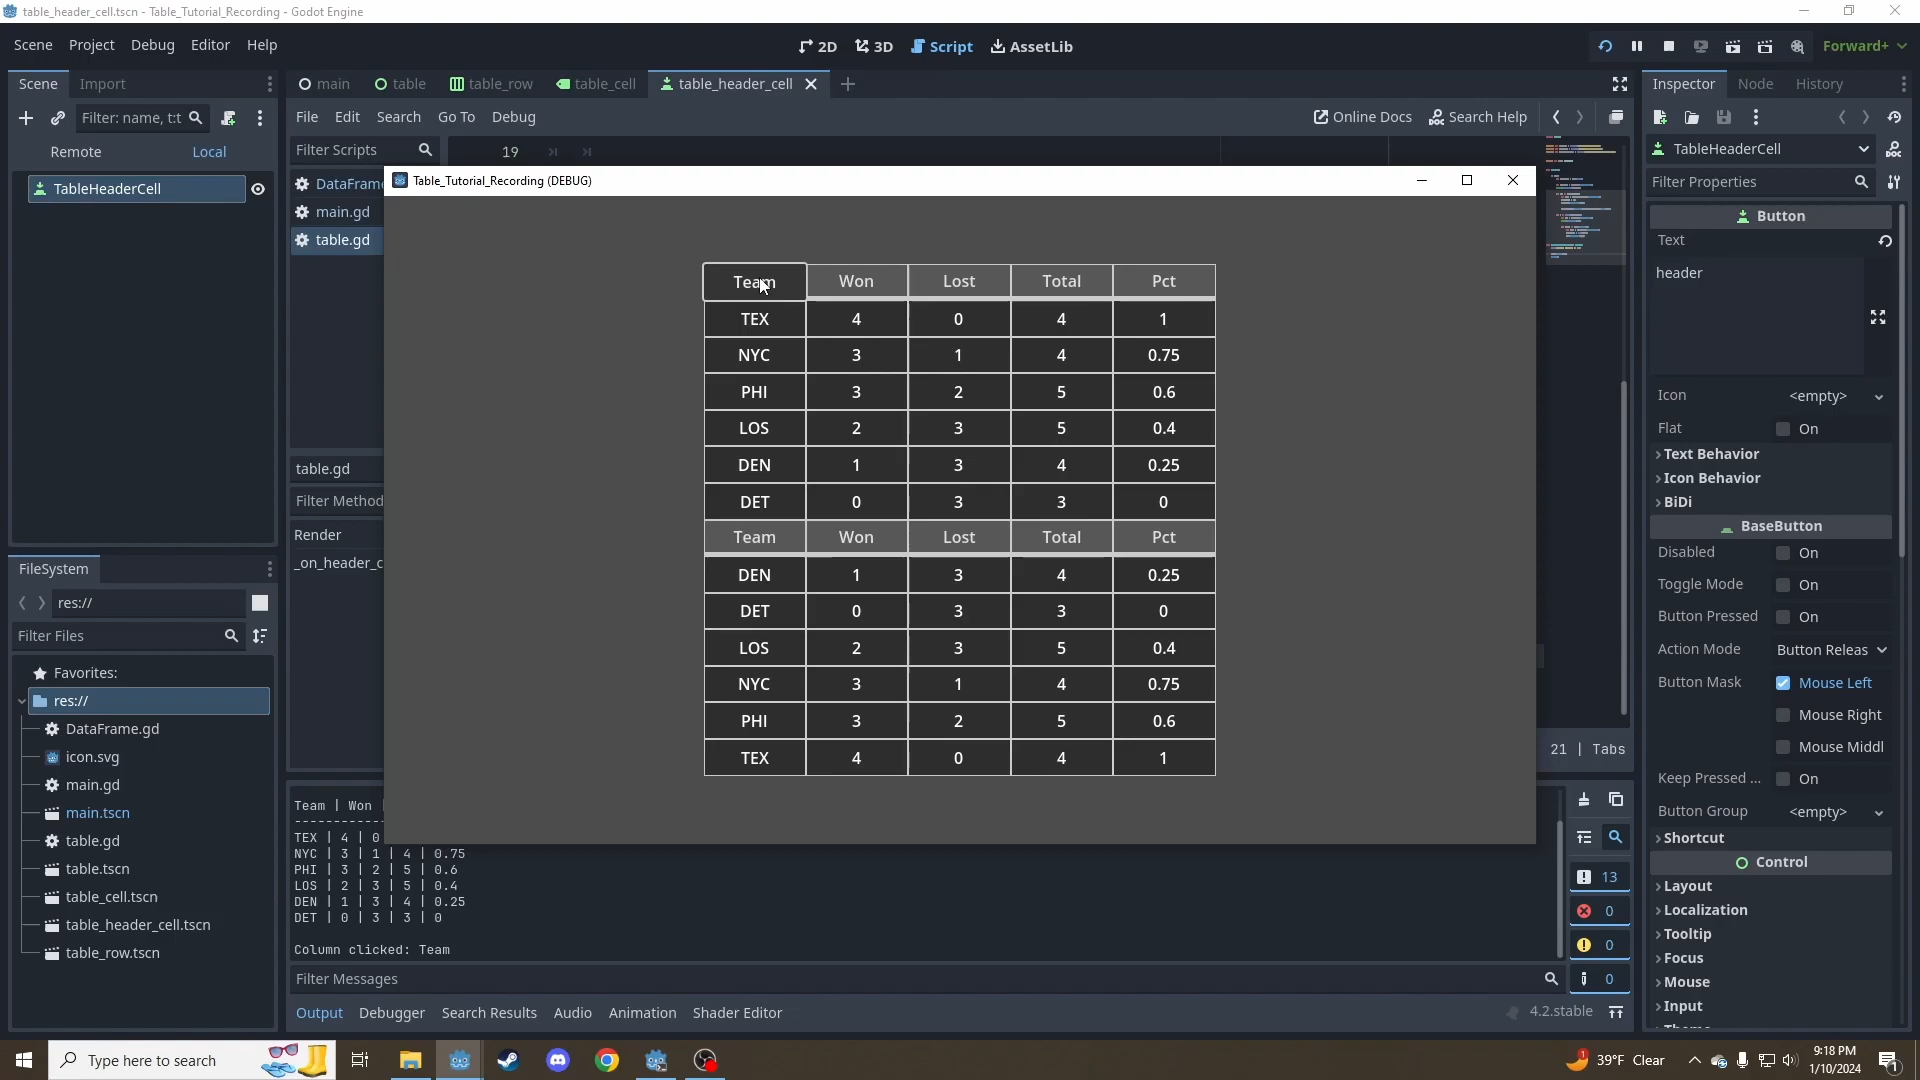 table_header_cell.tscn - Table_Tutorial_Recording - Godot Engine
Scene Project Debug Editor Help
2D 3D Script AssetLib
Forward+
Scene Import
main table table_row table_cell table_header_cell
Inspector Node History
Filter: name, t:t
File Edit Search Go To Debug
Online Docs Search Help
Remote Local
Filter Scripts
19
TableHeaderCell
Filter Properties
TableHeaderCell
DataFrame
main.gd
table.gd
table.gd
Filter Method
Render
_on_header_c
Table_Tutorial_Recording (DEBUG)
Team Won Lost Total Pct
TEX 4 0 4 1
NYC 3 1 4 0.75
PHI 3 2 5 0.6
LOS 2 3 5 0.4
DEN 1 3 4 0.25
DET 0 3 3 0
Team Won Lost Total Pct
DEN 1 3 4 0.25
DET 0 3 3 0
LOS 2 3 5 0.4
NYC 3 1 4 0.75
PHI 3 2 5 0.6
TEX 4 0 4 1
21 | Tabs
Button
Text
header
Icon <empty>
Flat On
Text Behavior
Icon Behavior
BiDi
BaseButton
Disabled On
Toggle Mode On
Button Pressed On
Action Mode Button Releas
Button Mask Mouse Left
Mouse Right
Mouse Middl
Keep Pressed ... On
Button Group <empty>
Shortcut
Control
Layout
Localization
Tooltip
Focus
Mouse
Input
FileSystem
res://
Filter Files
Favorites:
res://
DataFrame.gd
icon.svg
main.gd
main.tscn
table.gd
table.tscn
table_cell.tscn
table_header_cell.tscn
table_row.tscn
Team | Won
TEX | 4 | 0
NYC | 3 | 1 | 4 | 0.75
PHI | 3 | 2 | 5 | 0.6
LOS | 2 | 3 | 5 | 0.4
DEN | 1 | 3 | 4 | 0.25
DET | 0 | 3 | 3 | 0
Column clicked: Team
13
0
0
0
Filter Messages
Output Debugger Search Results Audio Animation Shader Editor
4.2.stable
Type here to search
39°F Clear
9:18 PM
1/10/2024
1